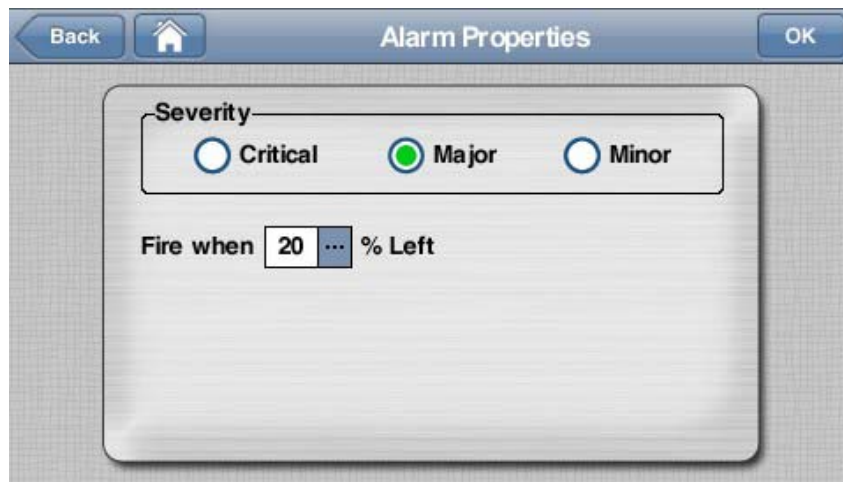 Back
Alarm Properties
OK
Severity
Critical
Major
Minor
Fire when 20 ... % Left